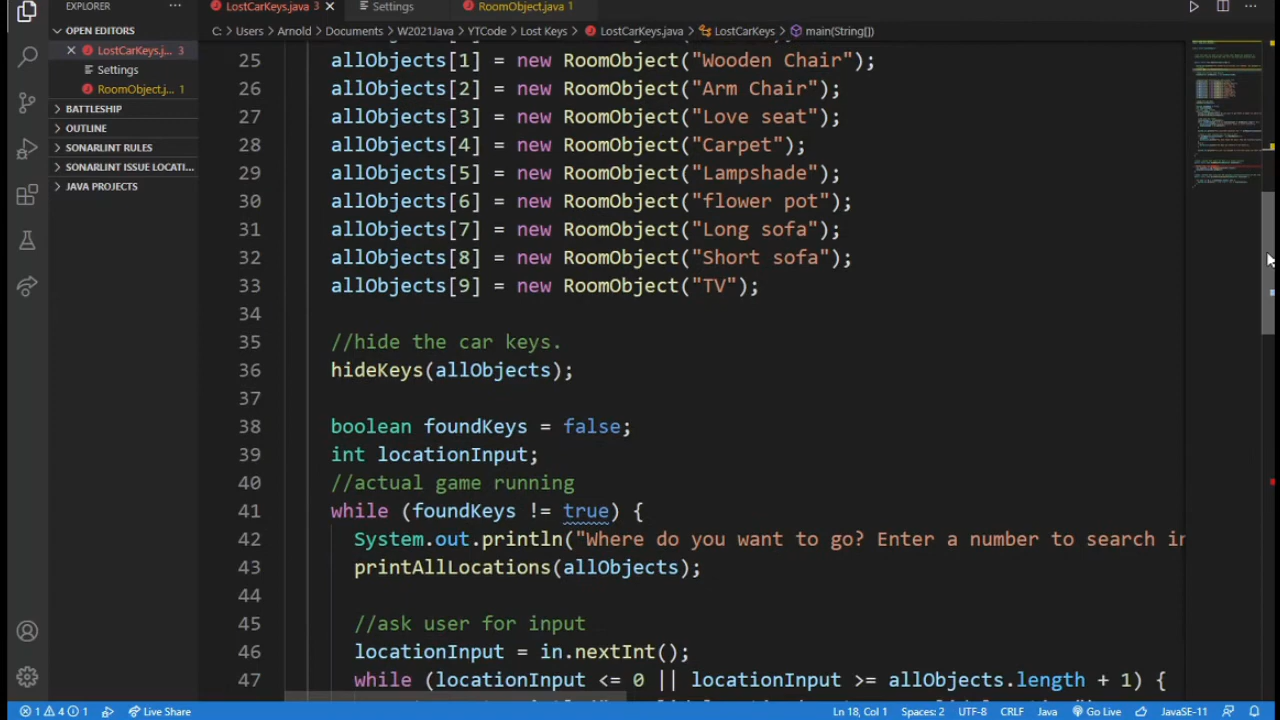 EXPLORER
LostCarKeys.java 3
Settings
RoomObject.java 1
OPEN EDITORS
C: > Users > Arnold > Documents > W2021Java > YTCode > Lost Keys > LostCarKeys.java > LostCarKeys > main(String[])
LostCarKeys.j... 3
Settings
RoomObject.j... 1
BATTLESHIP
OUTLINE
SONARLINT RULES
SONARLINT ISSUE LOCATI...
JAVA PROJECTS
25 allObjects[1] = new RoomObject("Wooden Chair");
26 allObjects[2] = new RoomObject("Arm Chair");
27 allObjects[3] = new RoomObject("Love seat");
28 allObjects[4] = new RoomObject("Carpet");
29 allObjects[5] = new RoomObject("Lampshade");
30 allObjects[6] = new RoomObject("flower pot");
31 allObjects[7] = new RoomObject("Long sofa");
32 allObjects[8] = new RoomObject("Short sofa");
33 allObjects[9] = new RoomObject("TV");
34
35 //hide the car keys.
36 hideKeys(allObjects);
37
38 boolean foundKeys = false;
39 int locationInput;
40 //actual game running
41 while (foundKeys != true) {
42 System.out.println("Where do you want to go? Enter a number to search in
43 printAllLocations(allObjects);
44
45 //ask user for input
46 locationInput = in.nextInt();
47 while (locationInput <= 0 || locationInput >= allObjects.length + 1) {
1 4 1 Live Share Ln 18, Col 1 Spaces: 2 UTF-8 CRLF Java Go Live JavaSE-11